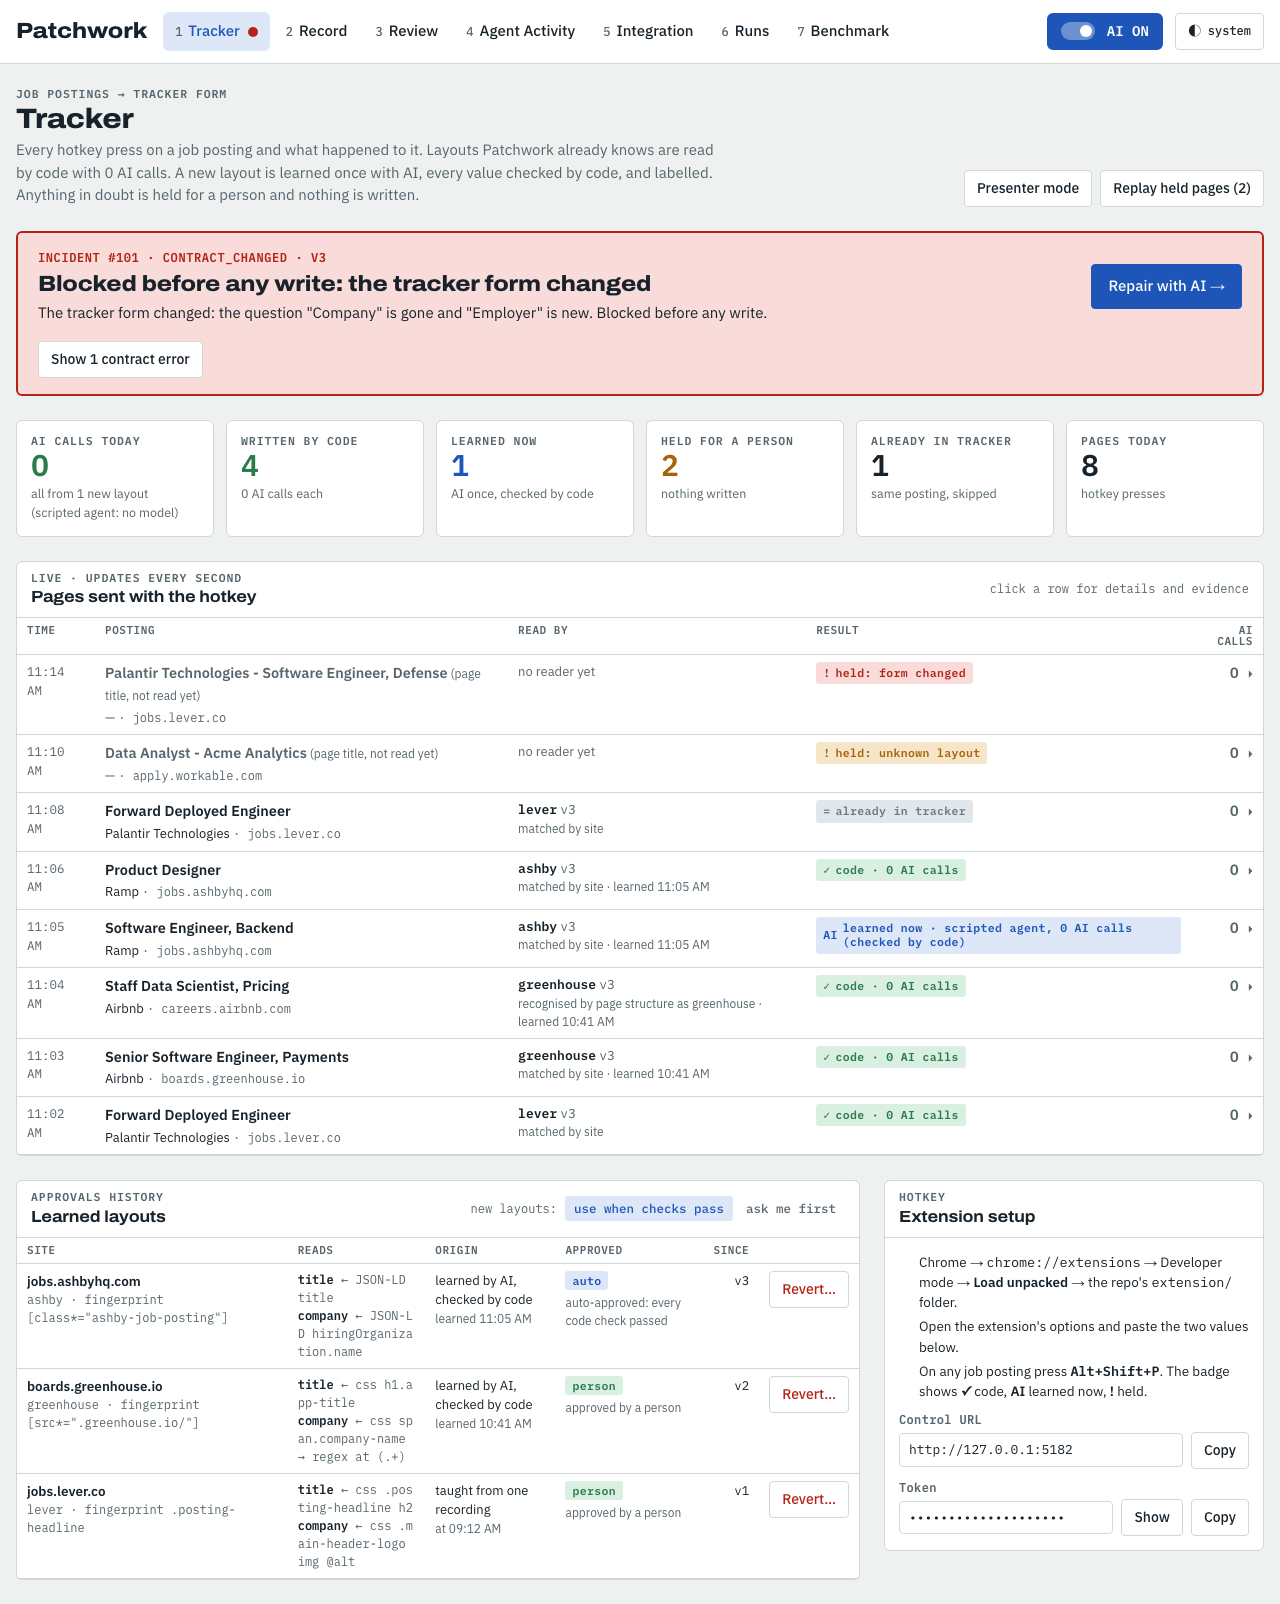 Patchwork
1 Tracker
2 Record
3 Review
4 Agent Activity
5 Integration
6 Runs
7 Benchmark
AI ON
system
JOB POSTINGS → TRACKER FORM
Tracker
Every hotkey press on a job posting and what happened to it. Layouts Patchwork already knows are read
by code with 0 AI calls. A new layout is learned once with AI, every value checked by code, and labelled.
Anything in doubt is held for a person and nothing is written.
Presenter mode
Replay held pages (2)
INCIDENT #101 · CONTRACT_CHANGED · V3
Blocked before any write: the tracker form changed
The tracker form changed: the question "Company" is gone and "Employer" is new. Blocked before any write.
Repair with AI →
Show 1 contract error
AI CALLS TODAY
0
all from 1 new layout
(scripted agent: no model)
WRITTEN BY CODE
4
0 AI calls each
LEARNED NOW
1
AI once, checked by code
HELD FOR A PERSON
2
nothing written
ALREADY IN TRACKER
1
same posting, skipped
PAGES TODAY
8
hotkey presses
LIVE · UPDATES EVERY SECOND
Pages sent with the hotkey
click a row for details and evidence
TIME POSTING READ BY RESULT AI
CALLS
11:14 Palantir Technologies - Software Engineer, Defense (page no reader yet ! held: form changed 0
AM title, not read yet)
— · jobs.lever.co
11:10 Data Analyst - Acme Analytics (page title, not read yet) no reader yet ! held: unknown layout 0
AM — · apply.workable.com
11:08 Forward Deployed Engineer lever v3 = already in tracker 0
AM Palantir Technologies · jobs.lever.co matched by site
11:06 Product Designer ashby v3 ✓ code · 0 AI calls 0
AM Ramp · jobs.ashbyhq.com matched by site · learned 11:05 AM
11:05 Software Engineer, Backend ashby v3 AI learned now · scripted agent, 0 AI calls 0
AM Ramp · jobs.ashbyhq.com matched by site · learned 11:05 AM (checked by code)
11:04 Staff Data Scientist, Pricing greenhouse v3 ✓ code · 0 AI calls 0
AM Airbnb · careers.airbnb.com recognised by page structure as greenhouse ·
learned 10:41 AM
11:03 Senior Software Engineer, Payments greenhouse v3 ✓ code · 0 AI calls 0
AM Airbnb · boards.greenhouse.io matched by site · learned 10:41 AM
11:02 Forward Deployed Engineer lever v3 ✓ code · 0 AI calls 0
AM Palantir Technologies · jobs.lever.co matched by site
APPROVALS HISTORY
Learned layouts
new layouts: use when checks pass ask me first
SITE READS ORIGIN APPROVED SINCE
jobs.ashbyhq.com title ← JSON-LD learned by AI, auto v3 Revert…
ashby · fingerprint title checked by code auto-approved: every
[class*="ashby-job-posting"] company ← JSON-L learned 11:05 AM code check passed
D hiringOrganiza
tion.name
boards.greenhouse.io title ← css h1.a learned by AI, person v2 Revert…
greenhouse · fingerprint pp-title checked by code approved by a person
[src*=".greenhouse.io/"] company ← css sp learned 10:41 AM
an.company-name
→ regex at (.+)
jobs.lever.co title ← css .pos taught from one person v1 Revert…
lever · fingerprint .posting- ting-headline h2 recording approved by a person
headline company ← css .m at 09:12 AM
ain-header-logo
img @alt
HOTKEY
Extension setup
Chrome → chrome://extensions → Developer
mode → Load unpacked → the repo's extension/
folder.
Open the extension's options and paste the two values
below.
On any job posting press Alt+Shift+P. The badge
shows ✓ code, AI learned now, ! held.
Control URL
http://127.0.0.1:5182
Copy
Token
••••••••••••••••••••
Show
Copy